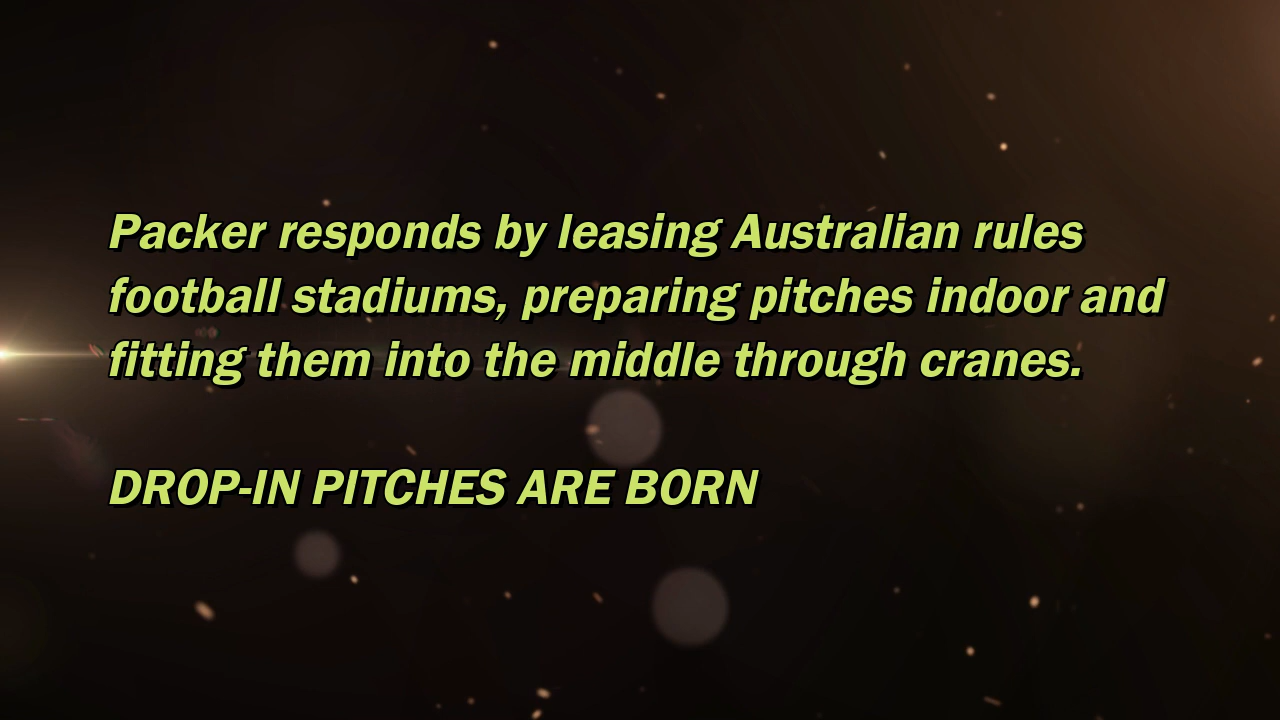 Packer responds by leasing Australian rules
football stadiums, preparing pitches indoor and
fitting them into the middle through cranes.
DROP-IN PITCHES ARE BORN